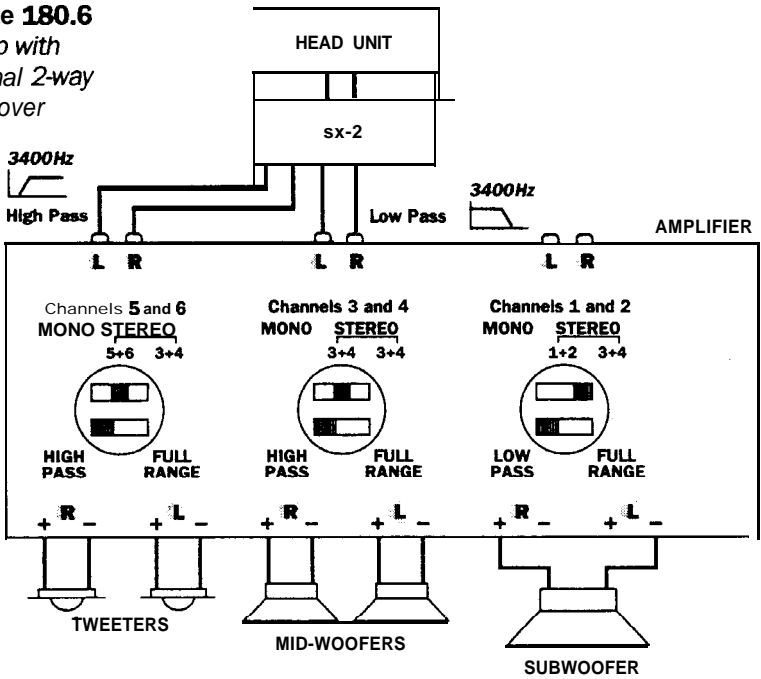 e 180.6
p with
nal 2-way
over
HEAD UNIT
sx-2
3400Hz
High Pass
Low Pass
3400Hz
AMPLIFIER
L R
L R
L R
Channels 5 and 6
MONO STEREO
5+6 3+4
HIGH PASS
FULL RANGE
Channels 3 and 4
MONO STEREO
3+4 3+4
HIGH PASS
FULL RANGE
Channels 1 and 2
MONO STEREO
1+2 3+4
LOW PASS
FULL RANGE
+ R − + L −
+ R − + L −
+ R − + L −
TWEETERS
MID-WOOFERS
SUBWOOFER